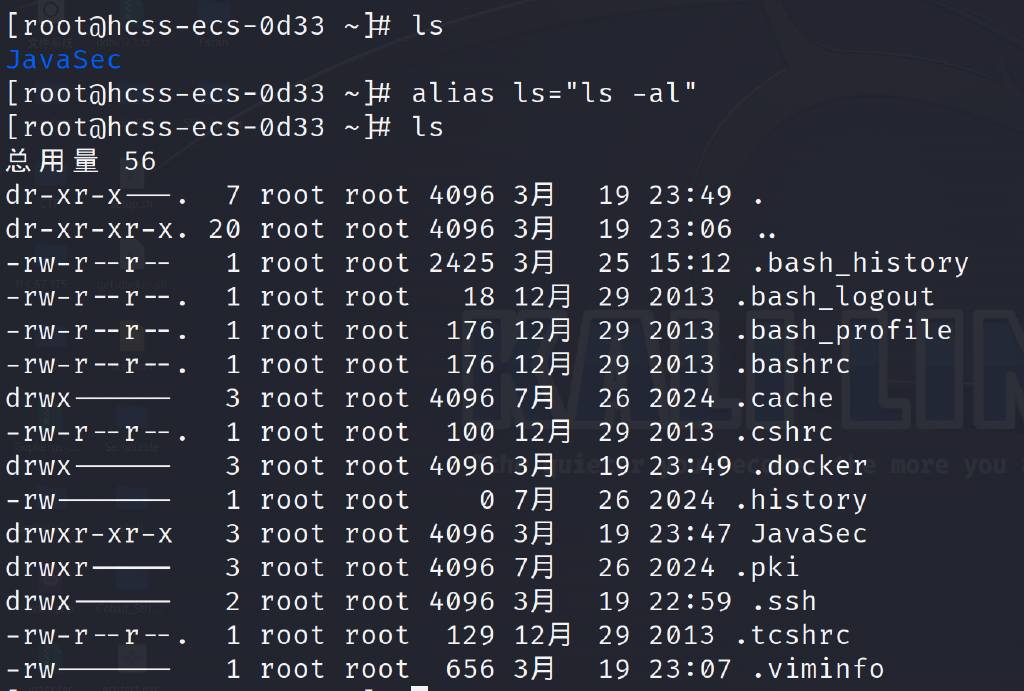 [root@hcss-ecs-0d33 ~]# ls
JavaSec
[root@hcss-ecs-0d33 ~]# alias ls="ls -al"
[root@hcss-ecs-0d33 ~]# ls
总用量 56
dr-xr-x---. 7 root root 4096 3月 19 23:49 .
dr-xr-xr-x. 20 root root 4096 3月 19 23:06 ..
-rw-r--r-- 1 root root 2425 3月 25 15:12 .bash_history
-rw-r--r--. 1 root root 18 12月 29 2013 .bash_logout
-rw-r--r--. 1 root root 176 12月 29 2013 .bash_profile
-rw-r--r--. 1 root root 176 12月 29 2013 .bashrc
drwx------ 3 root root 4096 7月 26 2024 .cache
-rw-r--r--. 1 root root 100 12月 29 2013 .cshrc
drwx------ 3 root root 4096 3月 19 23:49 .docker
-rw------- 1 root root 0 7月 26 2024 .history
drwxr-xr-x 3 root root 4096 3月 19 23:47 JavaSec
drwxr----- 3 root root 4096 7月 26 2024 .pki
drwx------ 2 root root 4096 3月 19 22:59 .ssh
-rw-r--r--. 1 root root 129 12月 29 2013 .tcshrc
-rw------- 1 root root 656 3月 19 23:07 .viminfo